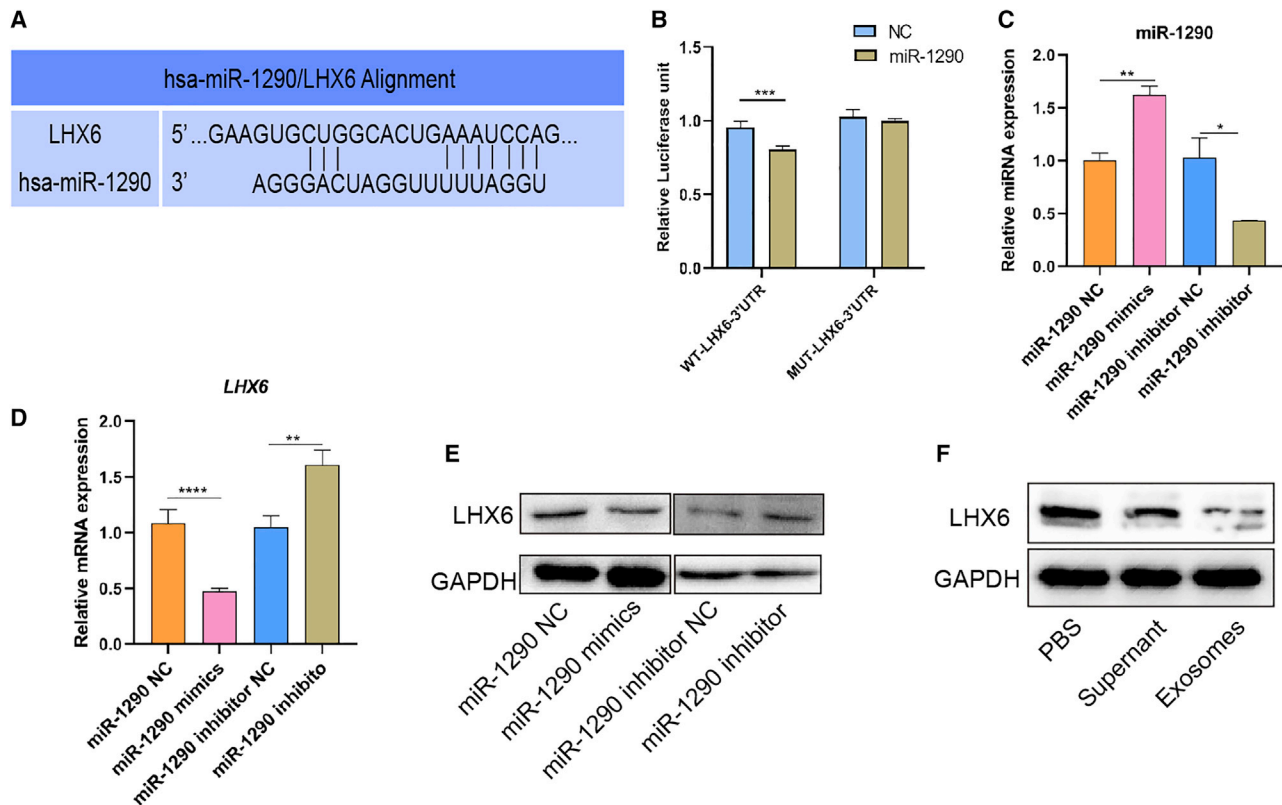 A
hsa-miR-1290/LHX6 Alignment
LHX6 5' ...GAAGUGCUGGCACUGAAAUCCAG...
hsa-miR-1290 3' AGGGACUAGGUUUUUAGGU
B
NC
miR-1290
Relative Luciferase unit
1.5
1.0
0.5
0.0
***
WT-LHX6-3'UTR
MUT-LHX6-3'UTR
C
miR-1290
Relative miRNA expression
2.0
1.5
1.0
0.5
0.0
**
*
miR-1290 NC
miR-1290 mimics
miR-1290 inhibitor NC
miR-1290 inhibitor
D
LHX6
Relative mRNA expression
2.0
1.5
1.0
0.5
0.0
****
**
miR-1290 NC
miR-1290 mimics
miR-1290 inhibitor NC
miR-1290 inhibito
E
LHX6
GAPDH
miR-1290 NC
miR-1290 mimics
miR-1290 inhibitor NC
miR-1290 inhibitor
F
LHX6
GAPDH
PBS
Supernant
Exosomes